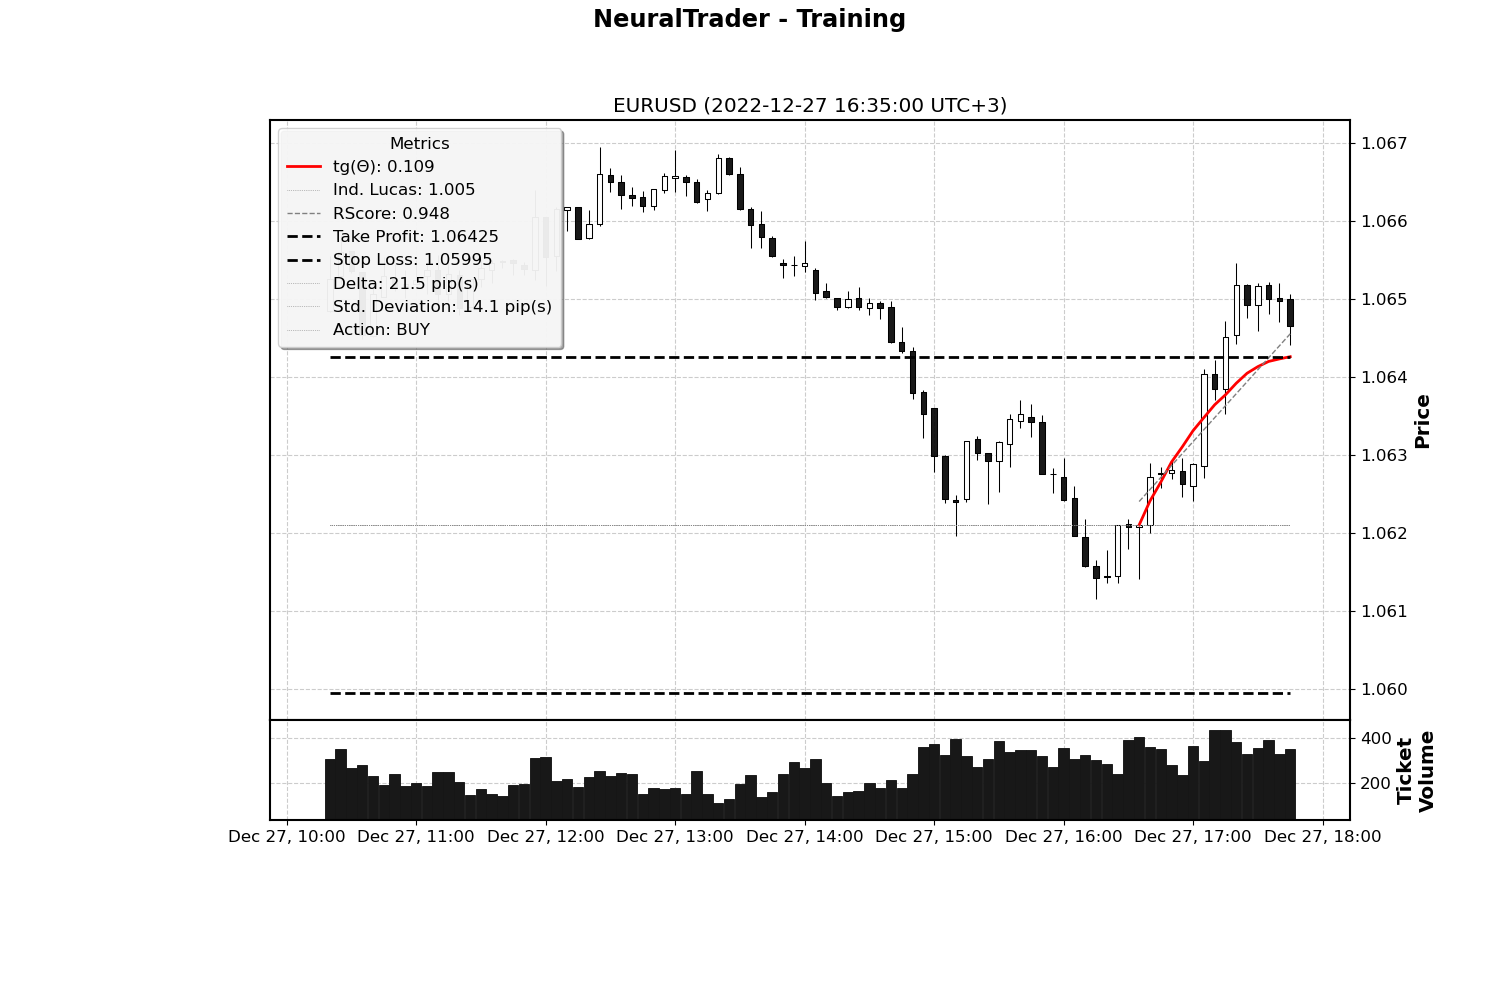 NeuralTrader - Training
EURUSD (2022-12-27 16:35:00 UTC+3)
Metrics
tg(Θ): 0.109
Ind. Lucas: 1.005
RScore: 0.948
Take Profit: 1.06425
Stop Loss: 1.05995
Delta: 21.5 pip(s)
Std. Deviation: 14.1 pip(s)
Action: BUY
1.067
1.066
1.065
1.064
1.063
1.062
1.061
1.060
Price
400
200
Ticket
Volume
Dec 27, 10:00 Dec 27, 11:00 Dec 27, 12:00 Dec 27, 13:00 Dec 27, 14:00 Dec 27, 15:00 Dec 27, 16:00 Dec 27, 17:00 Dec 27, 18:00